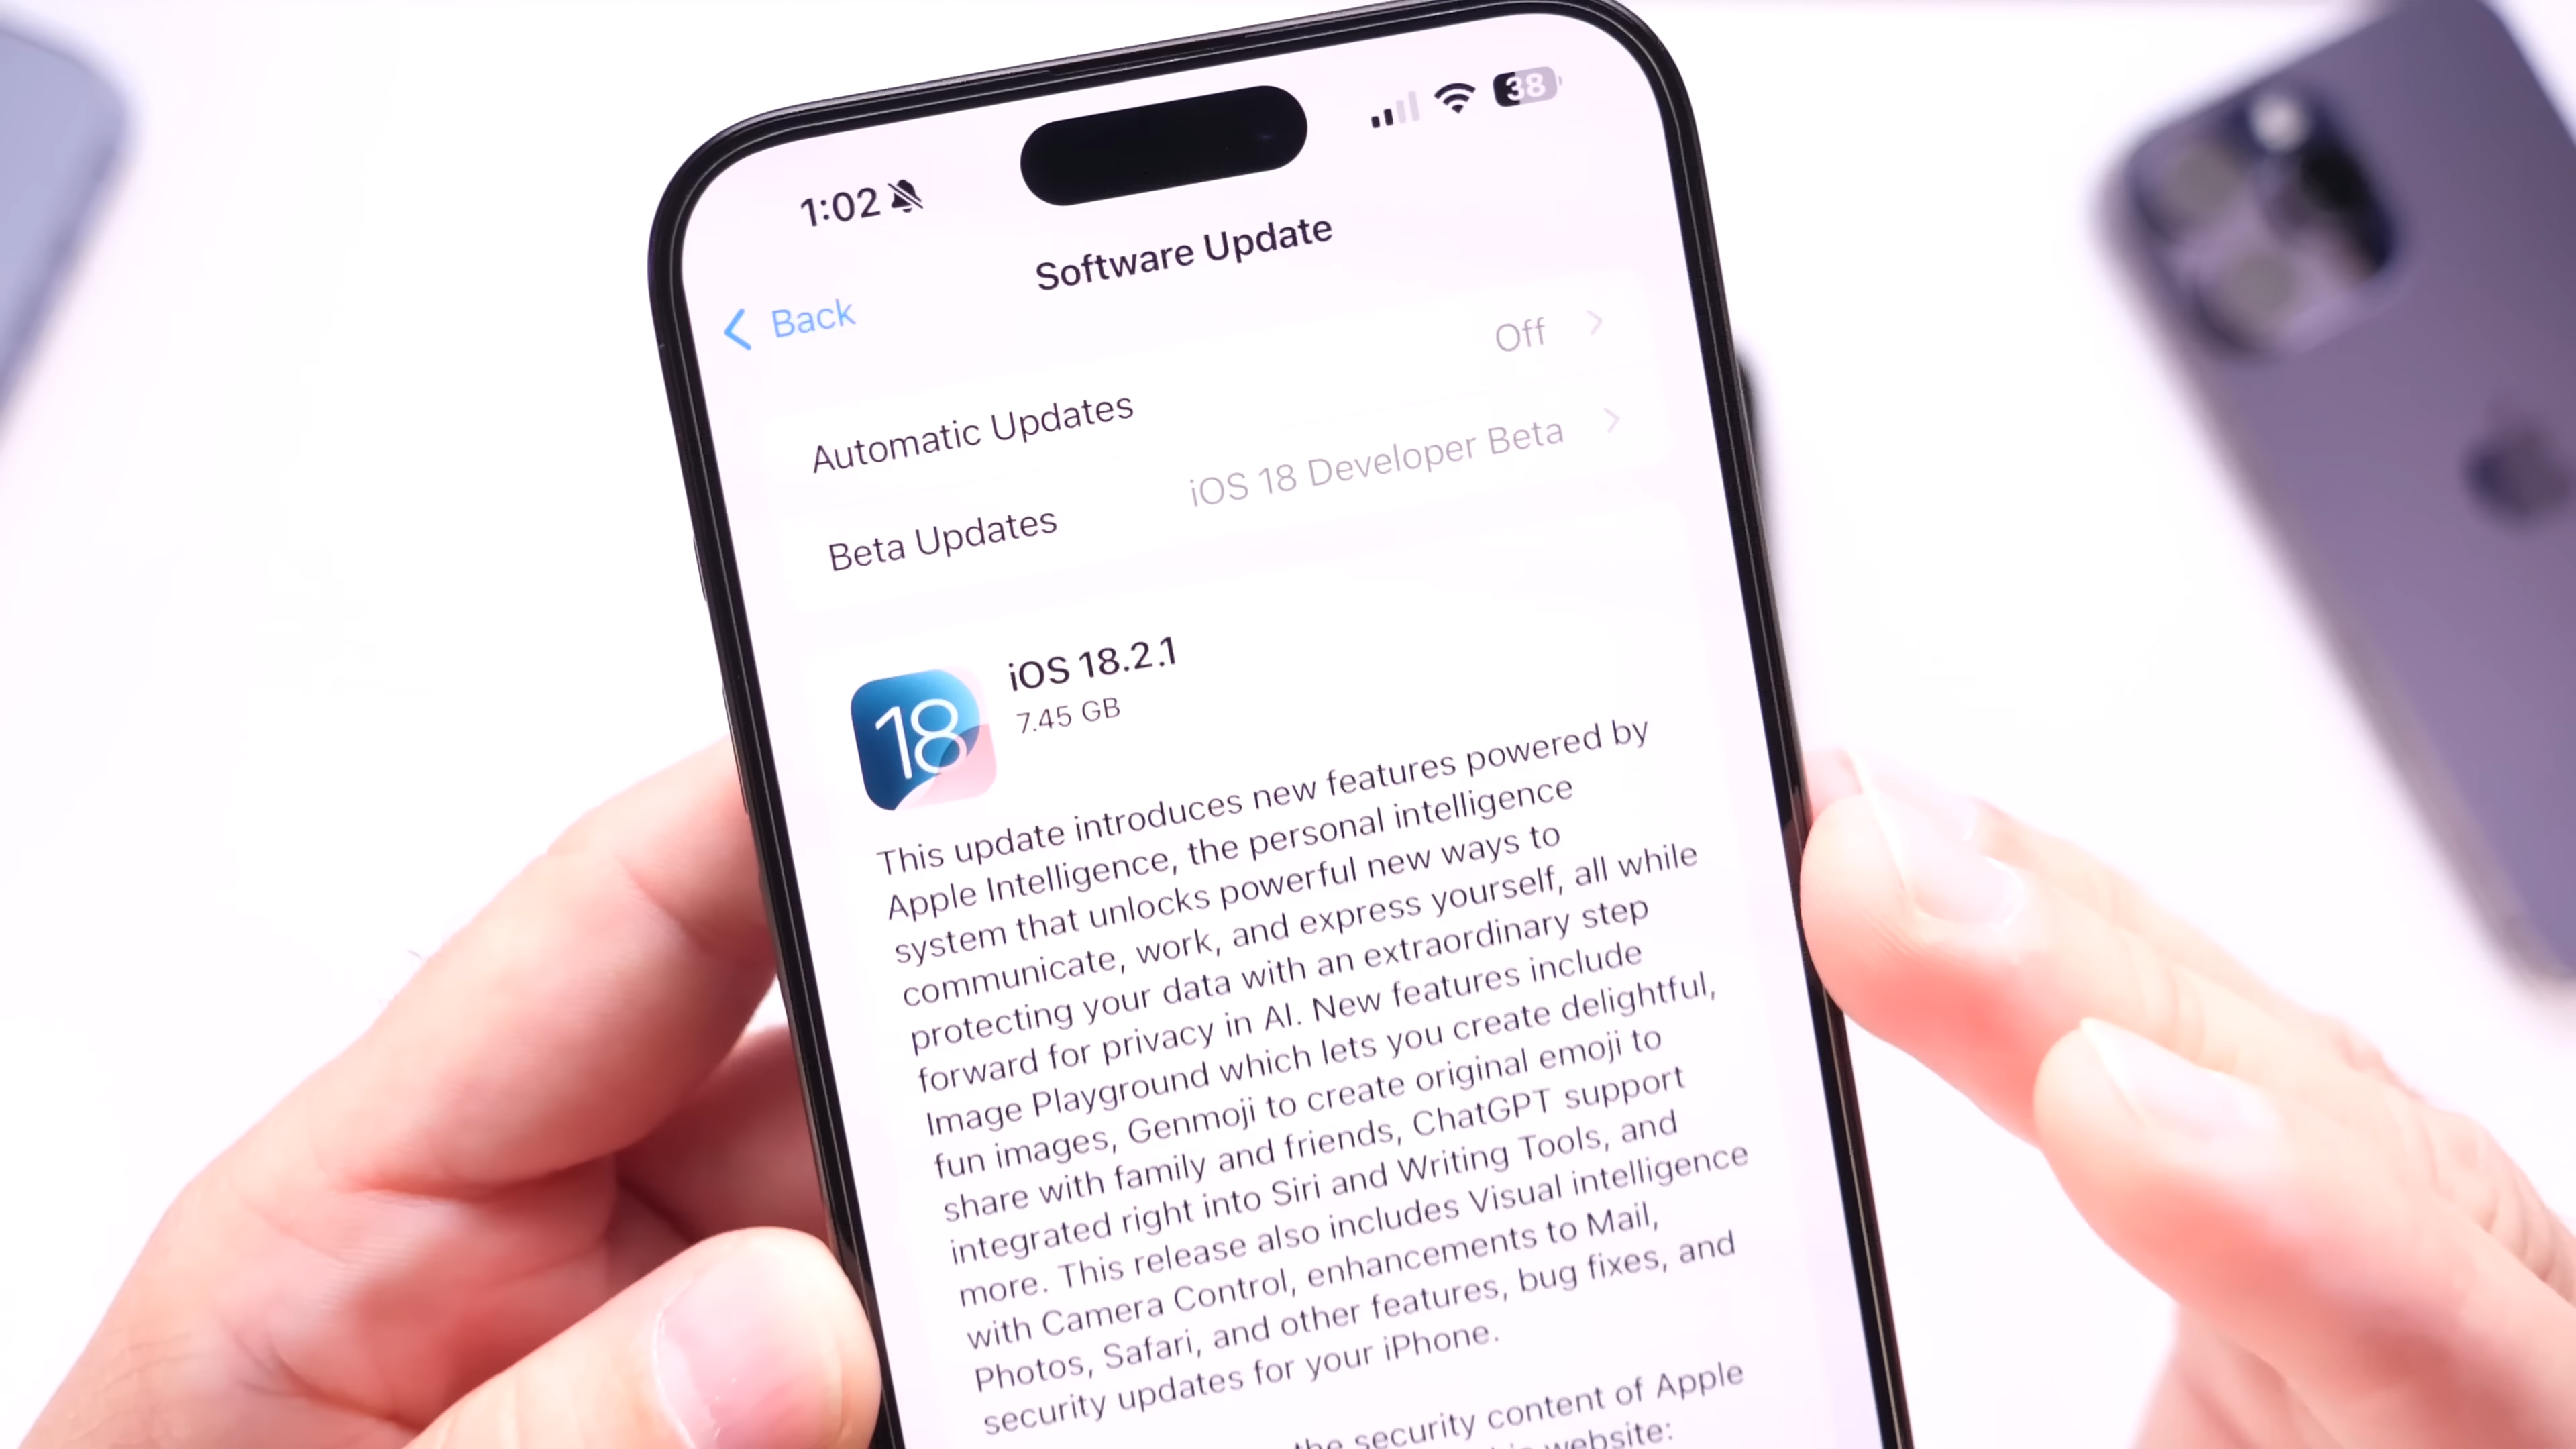 1:02
38
Software Update
Back
Automatic Updates
Off
Beta Updates
iOS 18 Developer Beta
18
iOS 18.2.1
7.45 GB
This update introduces new features powered by
Apple Intelligence, the personal intelligence
system that unlocks powerful new ways to
communicate, work, and express yourself, all while
protecting your data with an extraordinary step
forward for privacy in AI. New features include
Image Playground which lets you create delightful,
fun images, Genmoji to create original emoji to
share with family and friends, ChatGPT support
integrated right into Siri and Writing Tools, and
more. This release also includes Visual intelligence
with Camera Control, enhancements to Mail,
Photos, Safari, and other features, bug fixes, and
security updates for your iPhone.
the security content of Apple
website: